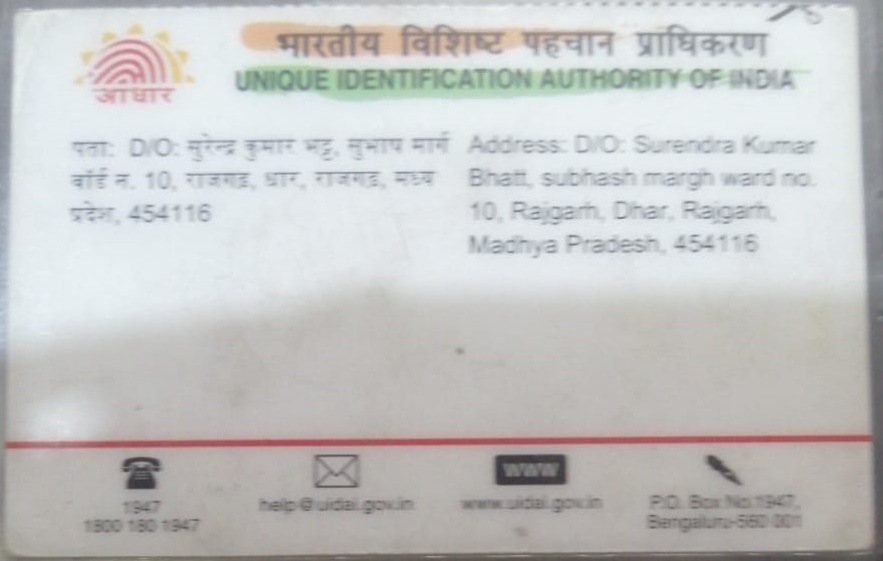 आधार
भारतीय विशिष्ट पहचान प्राधिकरण
UNIQUE IDENTIFICATION AUTHORITY OF INDIA
पता: D/O: सुरेन्द्र कुमार भट्ट, सुभाष मार्ग
वॉर्ड न. 10, राजगढ़, धार, राजगढ़, मध्य
प्रदेश, 454116
Address: D/O: Surendra Kumar
Bhatt, subhash margh ward no.
10, Rajgarh, Dhar, Rajgarh,
Madhya Pradesh, 454116
1947
1800 180 1947
help@uidai.gov.in
WWW
www.uidai.gov.in
P.O. Box No.1947,
Bengaluru-560 001